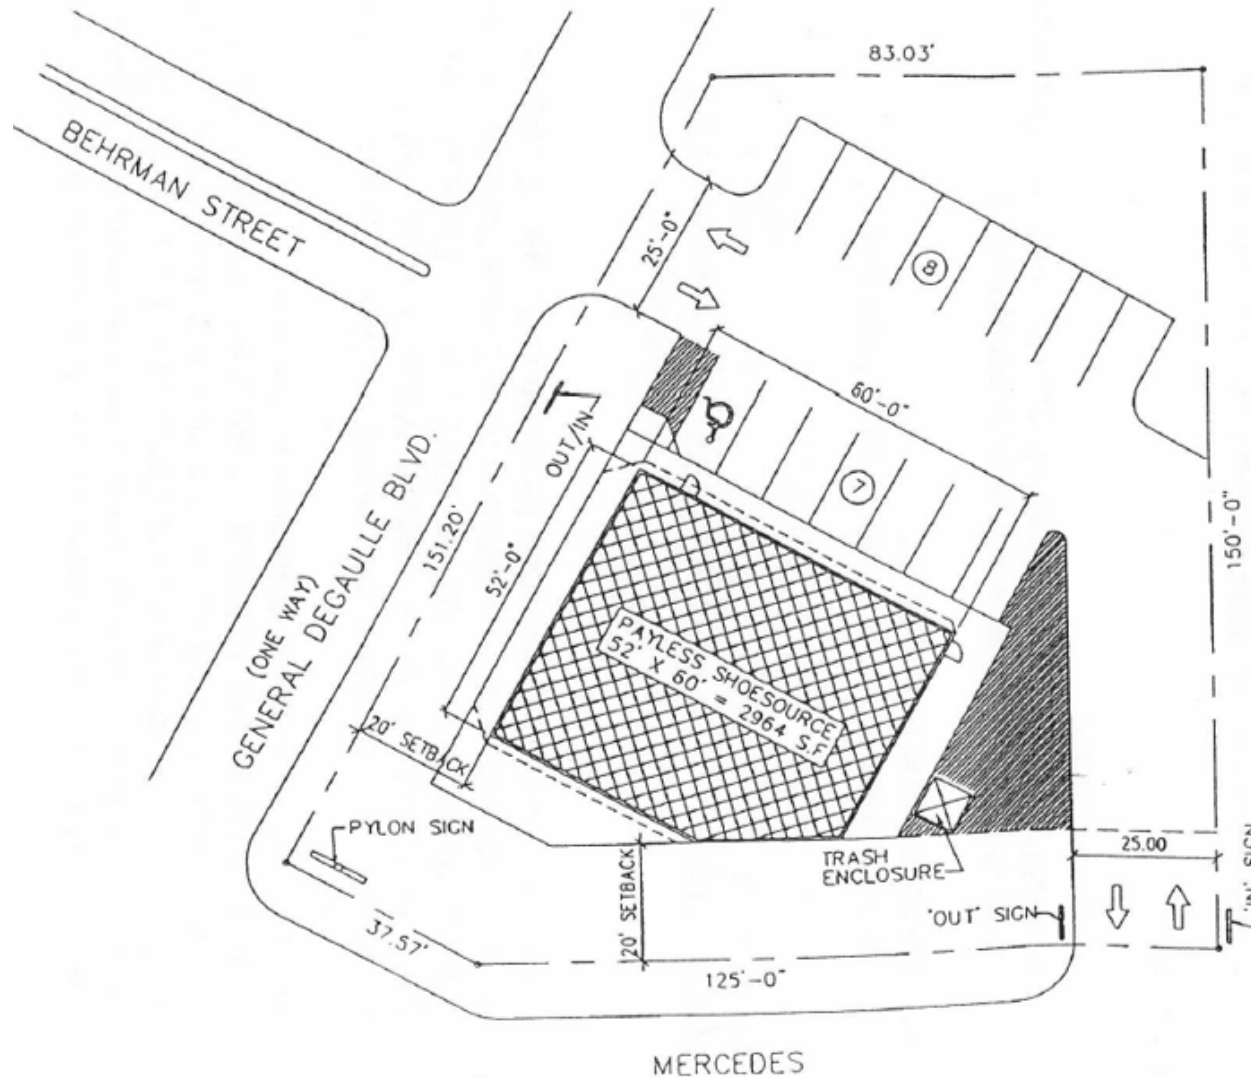 83.03'
BEHRMAN STREET
25'-0"
8
60'-0"
OUT/IN
7
151.20'
52'-0"
150'-0"
(ONE WAY)
GENERAL DEGAULLE BLVD.
PAYLESS SHOESOURCE
52' X 60' = 2964 S.F
20' SETBACK
PYLON SIGN
TRASH
ENCLOSURE
25.00
20' SETBACK
"OUT" SIGN
'IN' SIGN
37.57'
125'-0"
MERCEDES